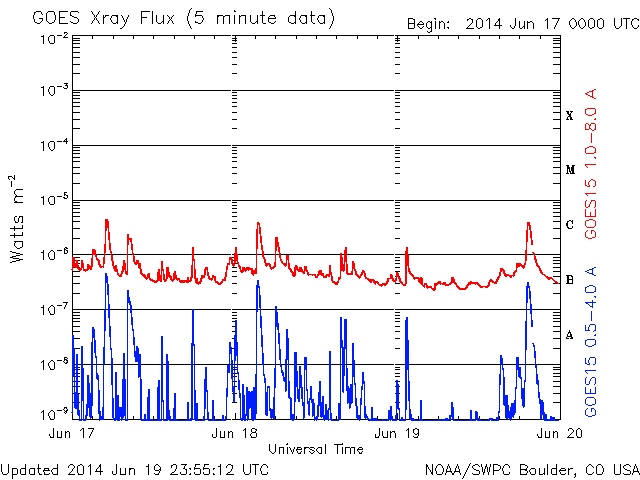 GOES Xray Flux (5 minute data)
Begin: 2014 Jun 17 0000 UTC
10⁻²
10⁻³
10⁻⁴
10⁻⁵
10⁻⁶
10⁻⁷
10⁻⁸
10⁻⁹
Watts m⁻²
X
M
C
B
A
GOES15 1.0-8.0 A
GOES15 0.5-4.0 A
Jun 17
Jun 18
Jun 19
Jun 20
Universal Time
Updated 2014 Jun 19 23:55:12 UTC
NOAA/SWPC Boulder, CO USA